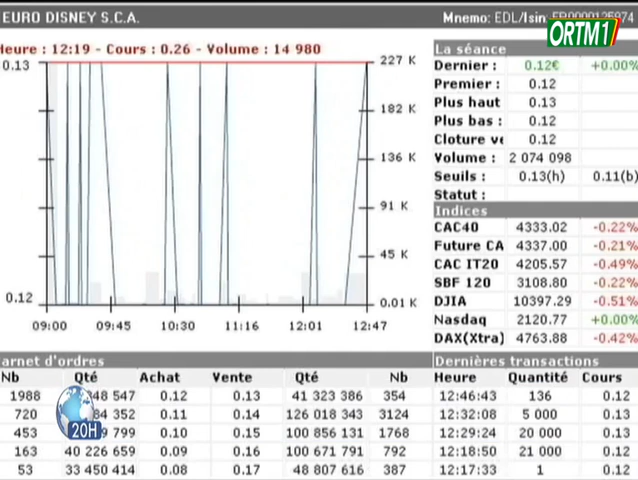 EURO DISNEY S.C.A. Mnemo: EDL/Isin
ORTM1
Heure : 12:19 - Cours : 0.26 - Volume : 14 980
La séance
0.13 227 K Dernier : 0.12€ +0.00%
Premier : 0.12
182 K Plus haut 0.13
Plus bas : 0.12
Cloture ve 0.12
136 K Volume : 2 074 098
Seuils : 0.13(h) 0.11(b)
91 K Statut :
Indices
CAC40 4333.02 -0.22%
Future CA 4337.00 -0.21%
45 K CAC IT20 4205.57 -0.49%
SBF 120 3108.80 -0.22%
0.12 0.01 K DJIA 10397.29 -0.51%
09:00 09:45 10:30 11:16 12:01 12:47 Nasdaq 2120.77 +0.00%
DAX(Xtra) 4763.88 -0.42%
arnet d'ordres Dernières transactions
Nb Qté Achat Vente Qté Nb Heure Quantité Cours
1988 48 547 0.12 0.13 41 323 386 354 12:46:43 136 0.12
720 84 352 0.11 0.14 126 018 343 3124 12:32:08 5 000 0.13
453 9 799 0.10 0.15 100 856 131 1768 12:29:24 20 000 0.13
20H
163 40 226 659 0.09 0.16 100 671 791 792 12:18:50 21 000 0.12
53 33 450 414 0.08 0.17 48 807 616 387 12:17:33 1 0.12